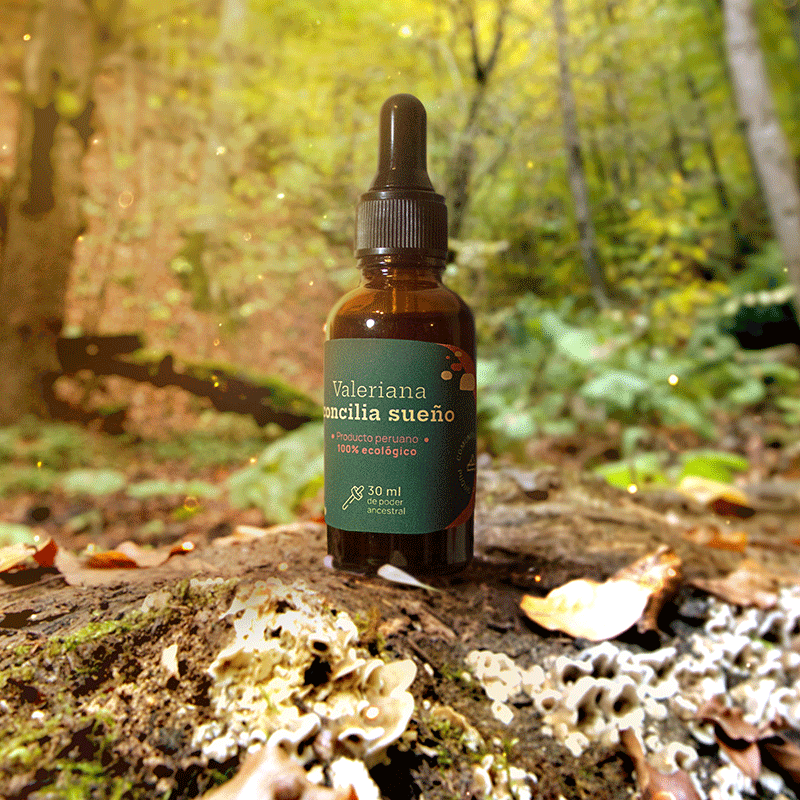 Valeriana
concilia sueño
• Producto peruano •
100% ecológico
30 ml
de poder
ancestral